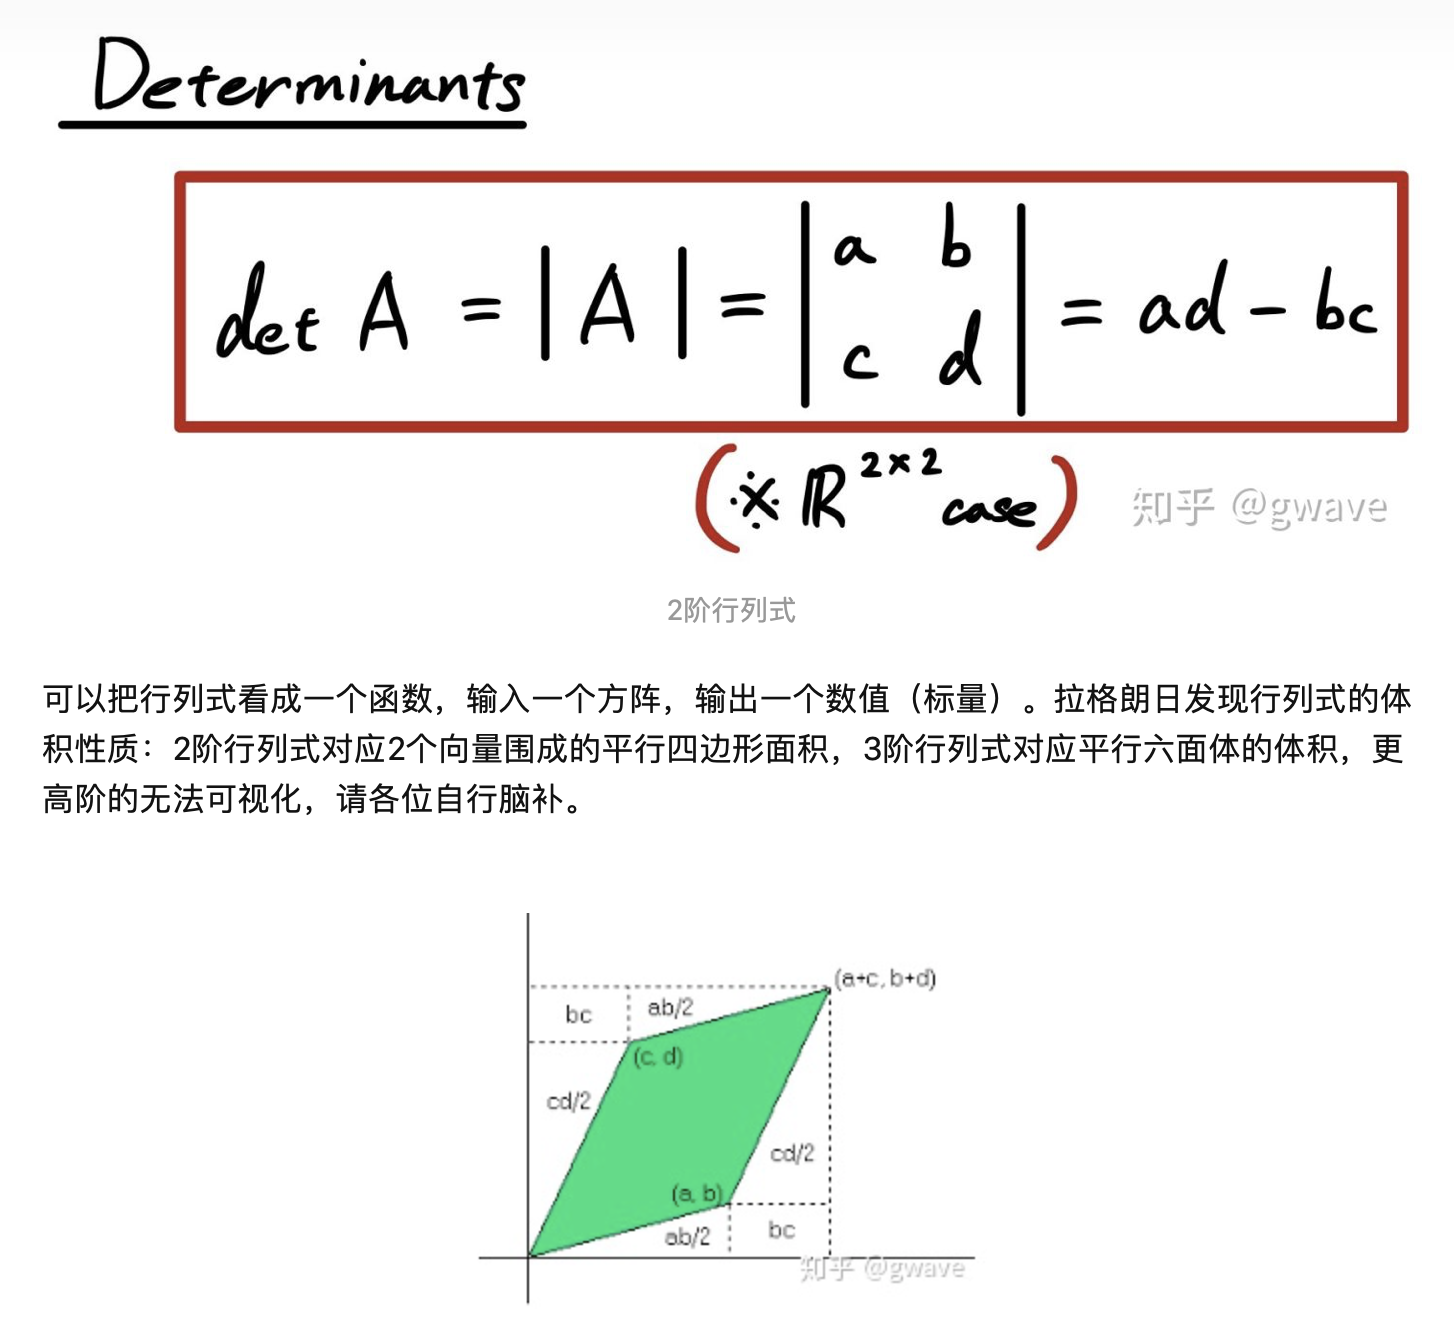 Determinants
det A = | A | = | a b
c d | = ad - bc
(※ ℝ^{2×2} case)
知乎 @gwave
2阶行列式
可以把行列式看成一个函数，输入一个方阵，输出一个数值（标量）。拉格朗日发现行列式的体
积性质：2阶行列式对应2个向量围成的平行四边形面积，3阶行列式对应平行六面体的体积，更
高阶的无法可视化，请各位自行脑补。
(a+c, b+d)
bc
ab/2
(c, d)
cd/2
cd/2
(a, b)
ab/2
bc
知乎 @gwave